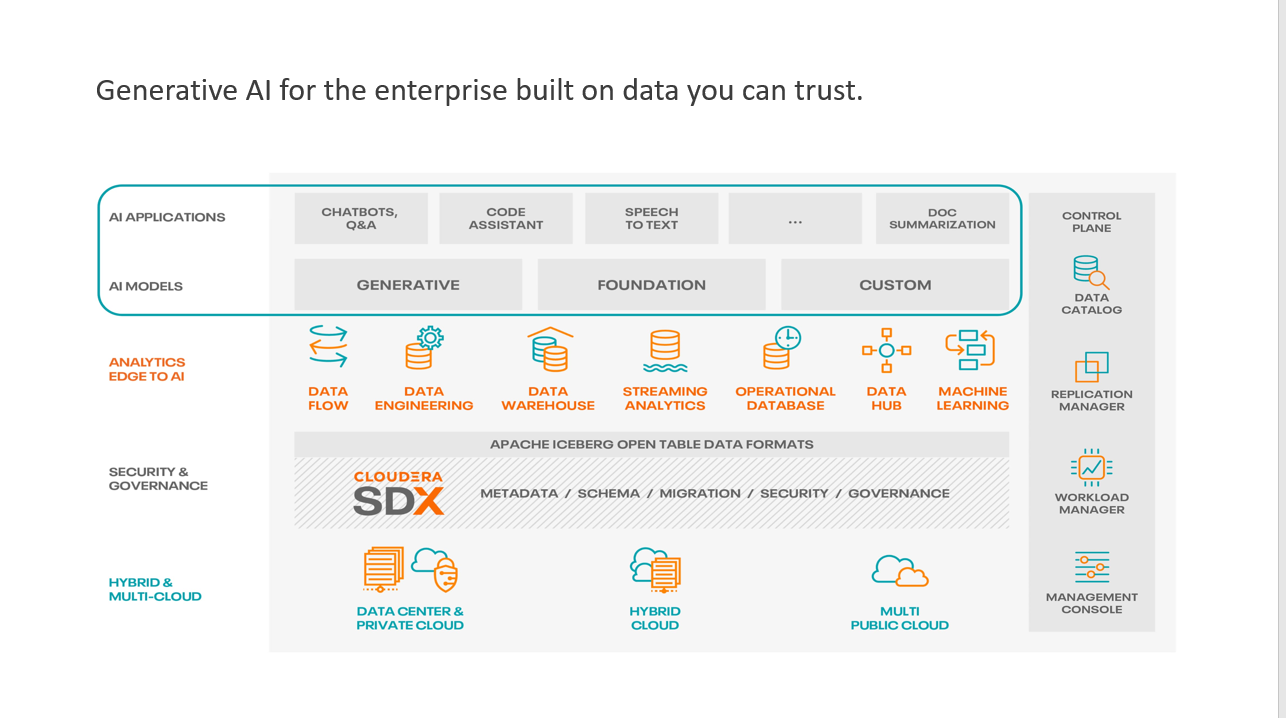 Generative AI for the enterprise built on data you can trust.
AI APPLICATIONS
CHATBOTS,
Q&A
CODE
ASSISTANT
SPEECH
TO TEXT
...
DOC
SUMMARIZATION
AI MODELS
GENERATIVE
FOUNDATION
CUSTOM
ANALYTICS
EDGE TO AI
DATA
FLOW
DATA
ENGINEERING
DATA
WAREHOUSE
STREAMING
ANALYTICS
OPERATIONAL
DATABASE
DATA
HUB
MACHINE
LEARNING
APACHE ICEBERG OPEN TABLE DATA FORMATS
SECURITY &
GOVERNANCE
CLOUDERA
SDX
METADATA / SCHEMA / MIGRATION / SECURITY / GOVERNANCE
HYBRID &
MULTI-CLOUD
DATA CENTER &
PRIVATE CLOUD
HYBRID
CLOUD
MULTI
PUBLIC CLOUD
CONTROL
PLANE
DATA
CATALOG
REPLICATION
MANAGER
WORKLOAD
MANAGER
MANAGEMENT
CONSOLE